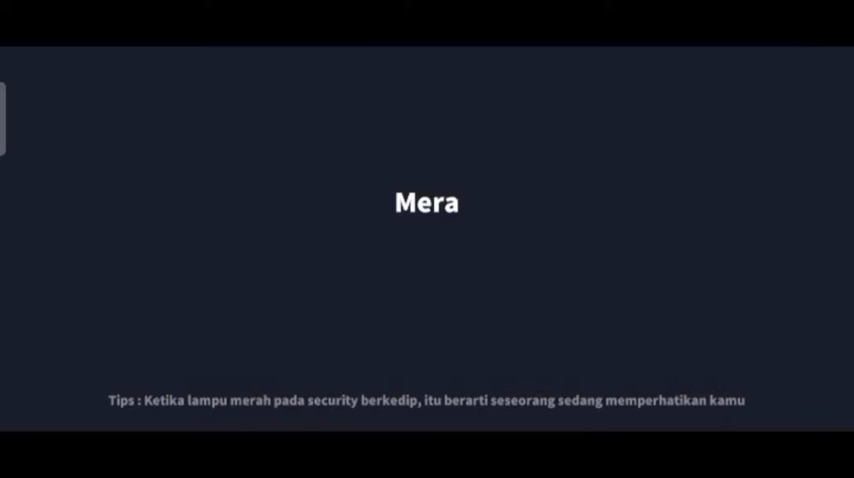 Mera
Tips : Ketika lampu merah pada security berkedip, itu berarti seseorang sedang memperhatikan kamu